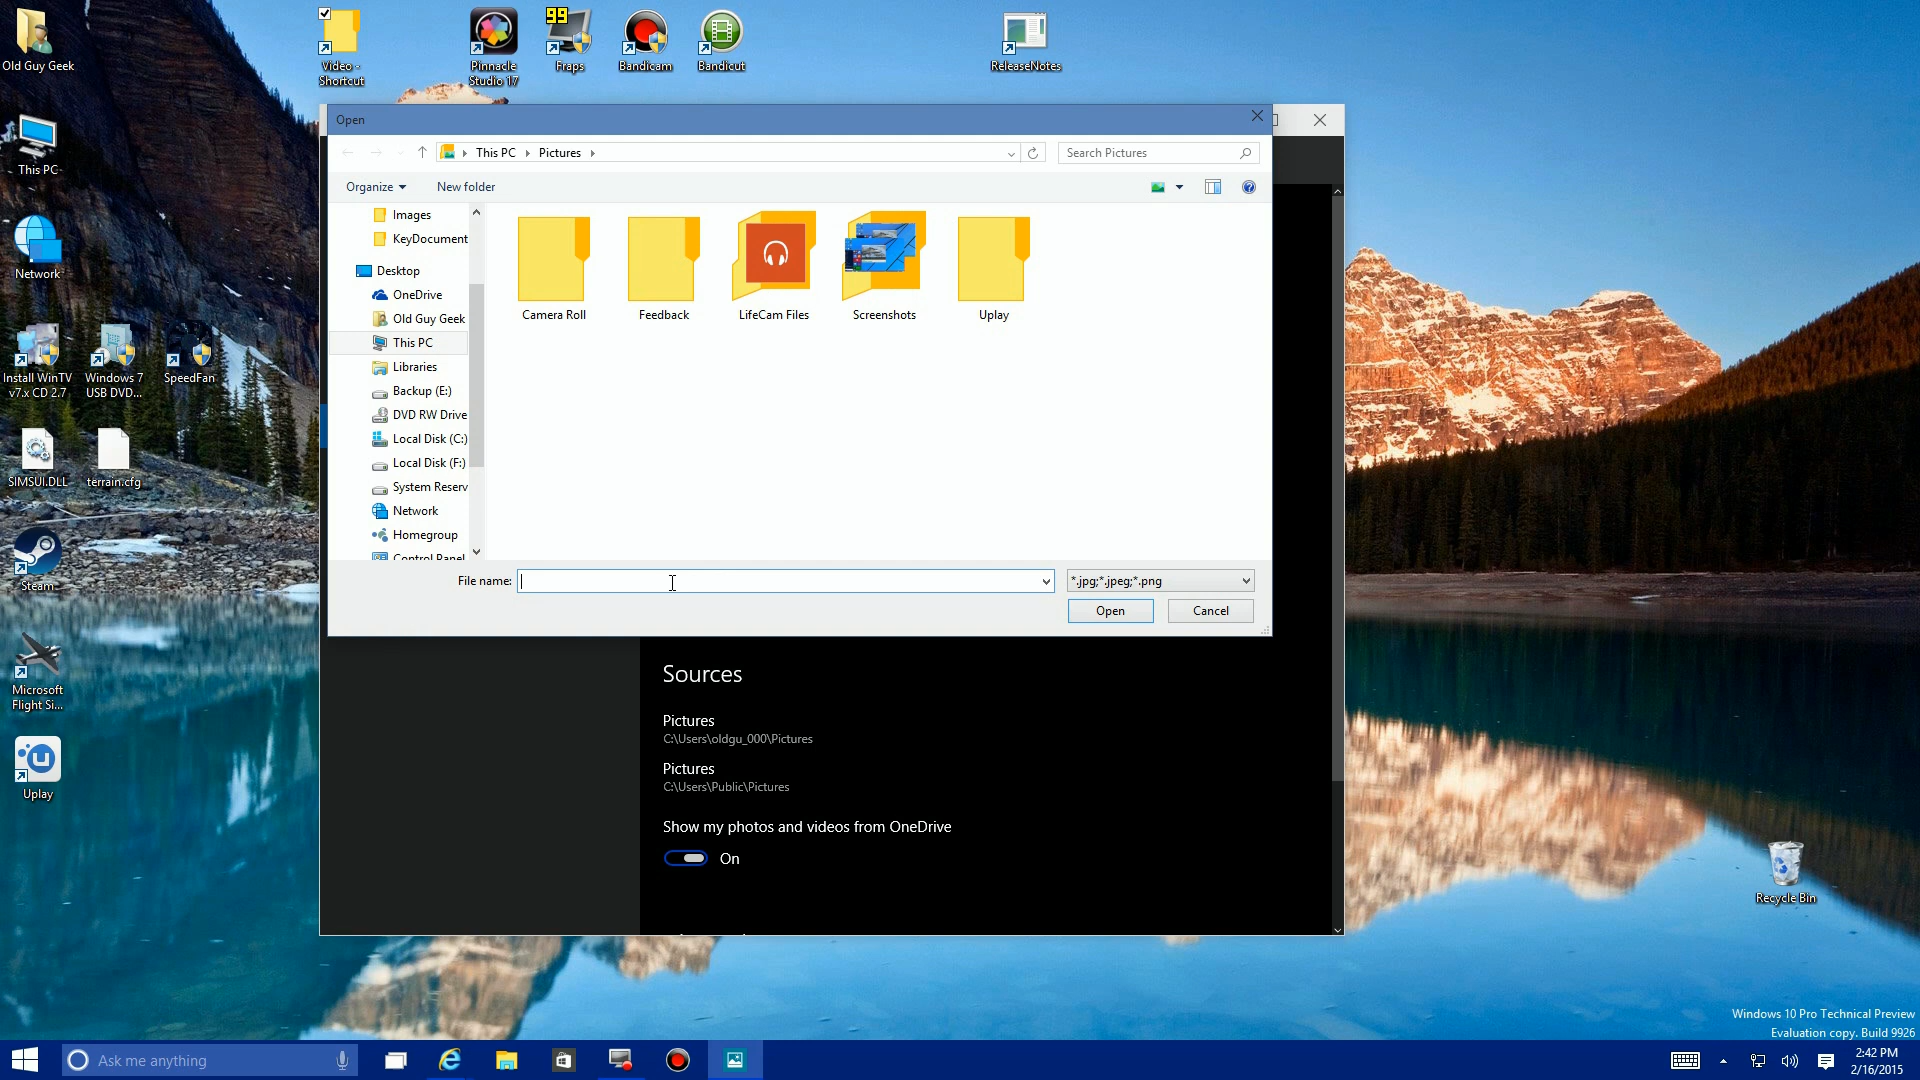 Old Guy Geek
This PC
Network
Install WinTV
v7.x CD 2.7
Windows 7
USB DVD...
SpeedFan
SIMSUI.DLL
terrain.cfg
Steam
Microsoft
Flight Si...
Uplay
Video -
Shortcut
Pinnacle
Studio 17
99
Fraps
Bandicam
Bandicut
ReleaseNotes
Open
This PC
Pictures
Search Pictures
Organize
New folder
Images
KeyDocument
Desktop
OneDrive
Old Guy Geek
This PC
Libraries
Backup (E:)
DVD RW Drive
Local Disk (C:)
Local Disk (F:)
System Reserv
Network
Homegroup
Control Panel
Camera Roll
Feedback
LifeCam Files
Screenshots
Uplay
File name:
*.jpg;*.jpeg;*.png
Open
Cancel
Sources
Pictures
C:\Users\oldgu_000\Pictures
Pictures
C:\Users\Public\Pictures
Show my photos and videos from OneDrive
On
Recycle Bin
Windows 10 Pro Technical Preview
Evaluation copy. Build 9926
Ask me anything
2:42 PM
2/16/2015